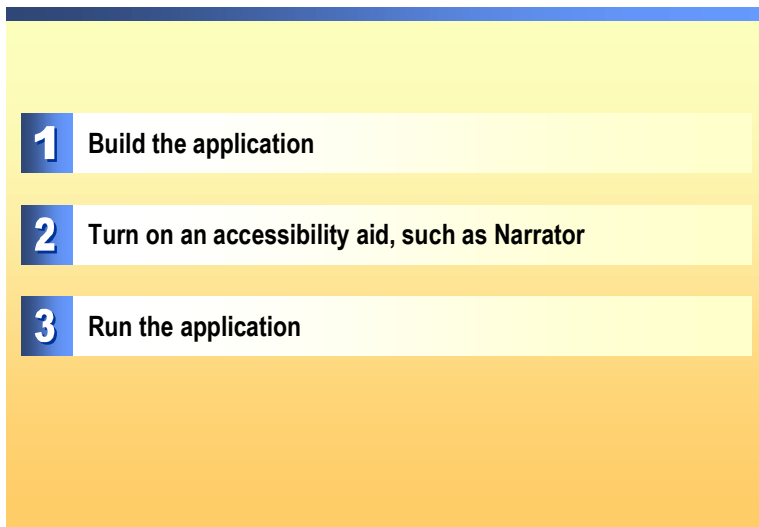 1 Build the application
2 Turn on an accessibility aid, such as Narrator
3 Run the application